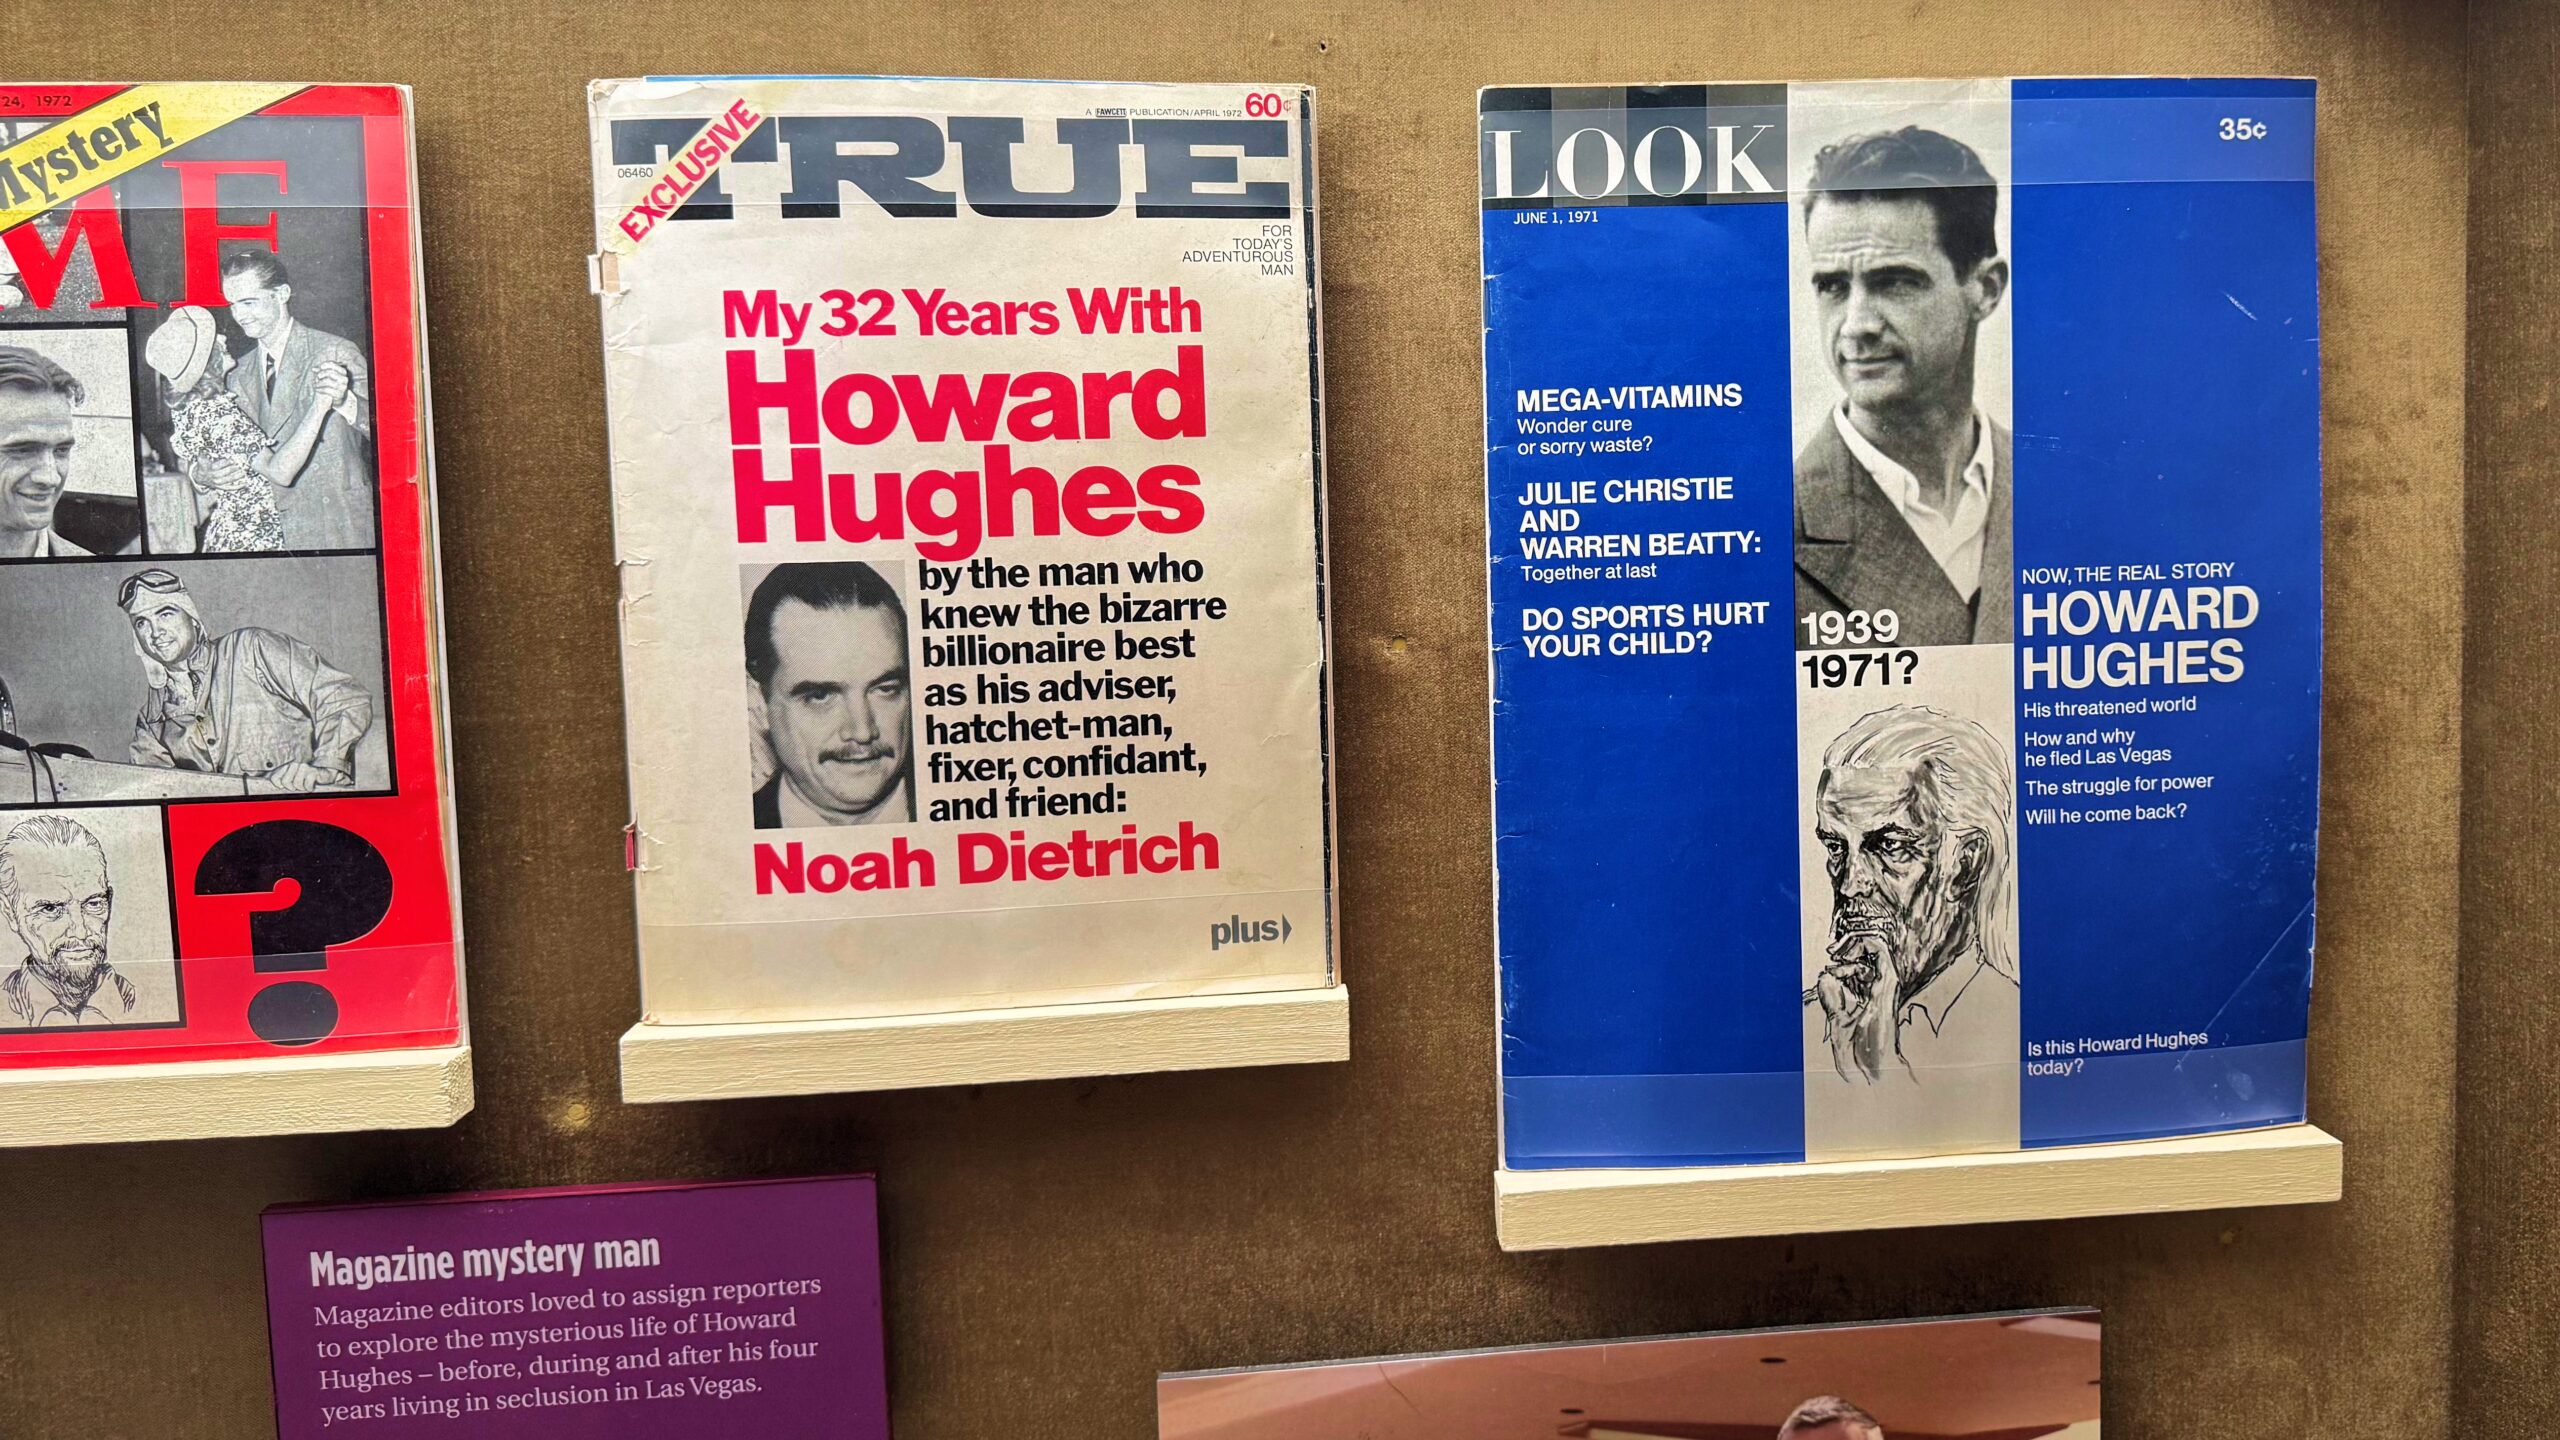 24, 1972
Mystery
ME
?
A FAWCETT PUBLICATION/APRIL 1972 60¢
EXCLUSIVE
TRUE
06460
FOR
TODAY'S
ADVENTUROUS
MAN
My 32 Years With
Howard
Hughes
by the man who
knew the bizarre
billionaire best
as his adviser,
hatchet-man,
fixer, confidant,
and friend:
Noah Dietrich
plus
LOOK
35¢
JUNE 1, 1971
MEGA-VITAMINS
Wonder cure
or sorry waste?
JULIE CHRISTIE
AND
WARREN BEATTY:
Together at last
DO SPORTS HURT
YOUR CHILD?
1939
1971?
NOW, THE REAL STORY
HOWARD
HUGHES
His threatened world
How and why
he fled Las Vegas
The struggle for power
Will he come back?
Is this Howard Hughes
today?
Magazine mystery man
Magazine editors loved to assign reporters
to explore the mysterious life of Howard
Hughes – before, during and after his four
years living in seclusion in Las Vegas.